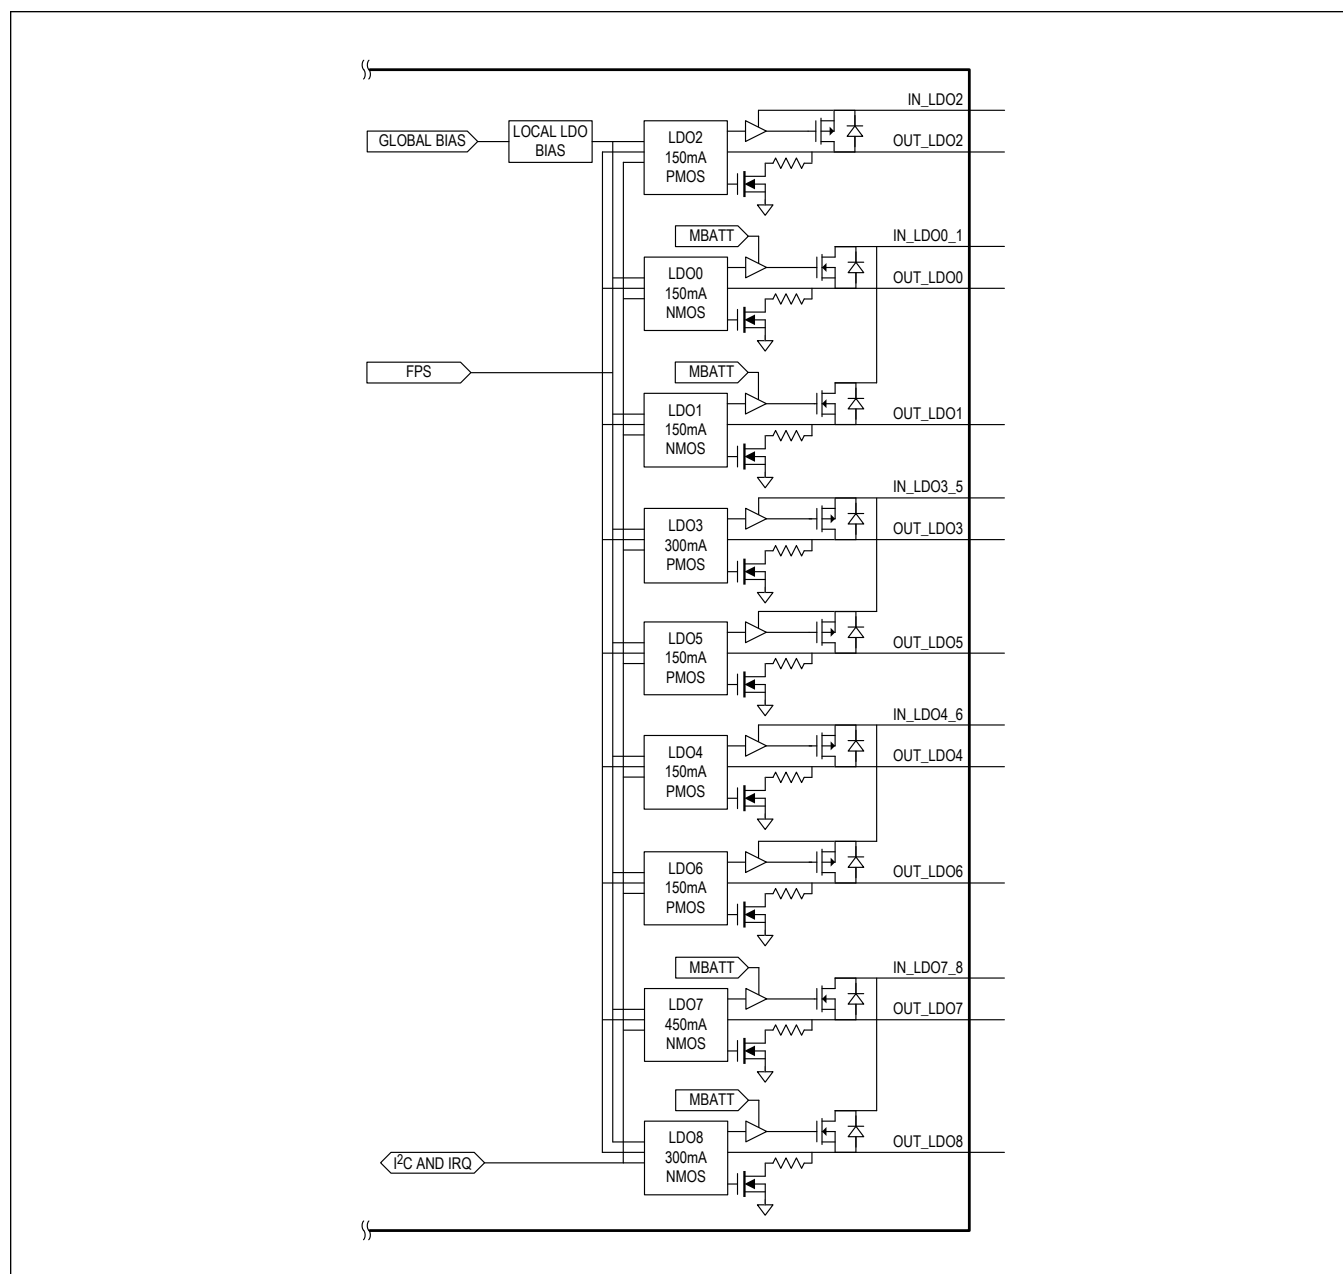 IN_LDO2
GLOBAL BIAS
LOCAL LDO
BIAS
LDO2
150mA
PMOS
OUT_LDO2
MBATT
IN_LDO0_1
LDO0
150mA
NMOS
OUT_LDO0
FPS
MBATT
LDO1
150mA
NMOS
OUT_LDO1
IN_LDO3_5
LDO3
300mA
PMOS
OUT_LDO3
LDO5
150mA
PMOS
OUT_LDO5
IN_LDO4_6
LDO4
150mA
PMOS
OUT_LDO4
LDO6
150mA
PMOS
OUT_LDO6
MBATT
IN_LDO7_8
LDO7
450mA
NMOS
OUT_LDO7
MBATT
LDO8
300mA
NMOS
OUT_LDO8
I²C AND IRQ